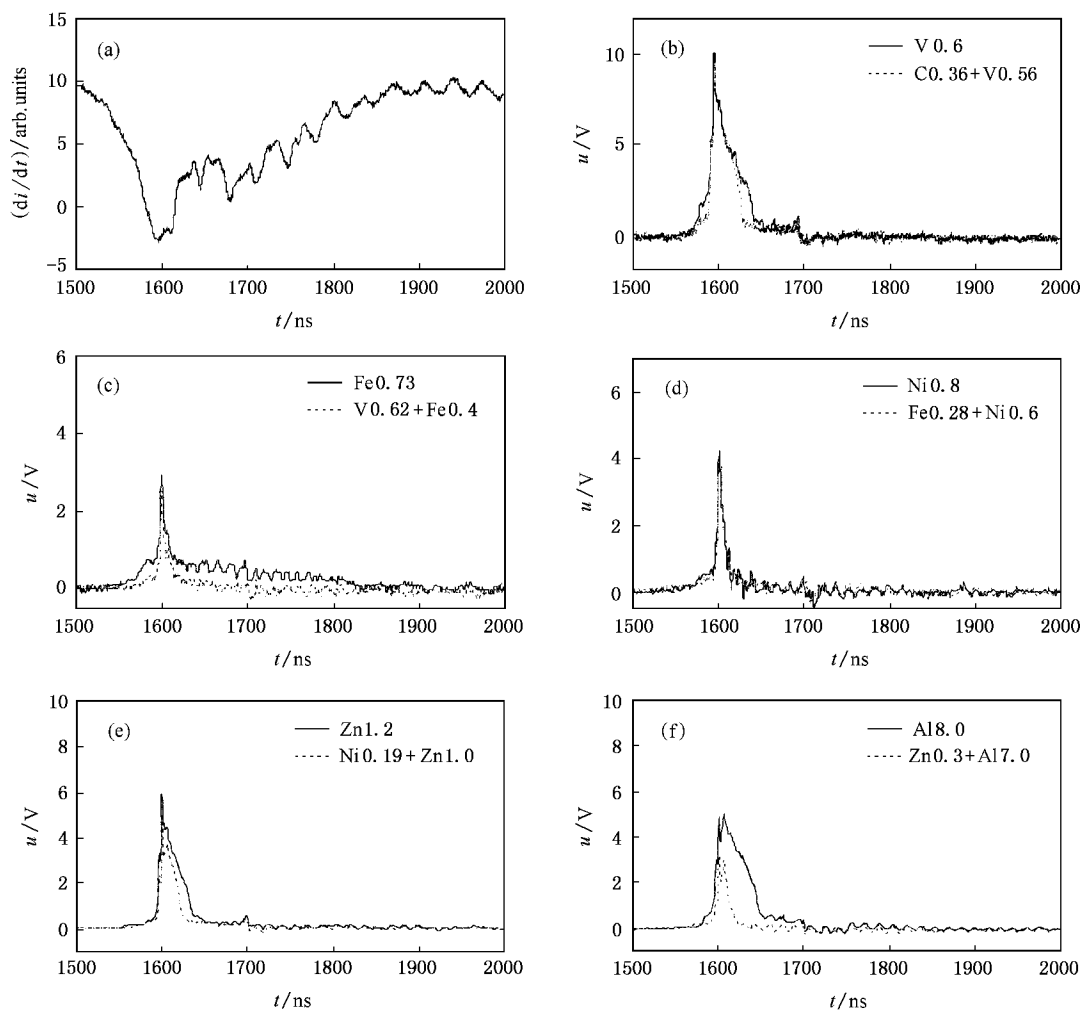 (a)
15
10
5
0
−5
(di/dt)/arb.units
1500 1600 1700 1800 1900 2000
t/ns
(b)
V0.6
C0.36+V0.56
10
5
0
u/V
1500 1600 1700 1800 1900 2000
t/ns
(c)
Fe0.73
V0.62+Fe0.4
6
4
2
0
u/V
1500 1600 1700 1800 1900 2000
t/ns
(d)
Ni0.8
Fe0.28+Ni0.6
6
4
2
0
u/V
1500 1600 1700 1800 1900 2000
t/ns
(e)
Zn1.2
Ni0.19+Zn1.0
10
8
6
4
2
0
u/V
1500 1600 1700 1800 1900 2000
t/ns
(f)
Al8.0
Zn0.3+Al7.0
10
8
6
4
2
0
u/V
1500 1600 1700 1800 1900 2000
t/ns